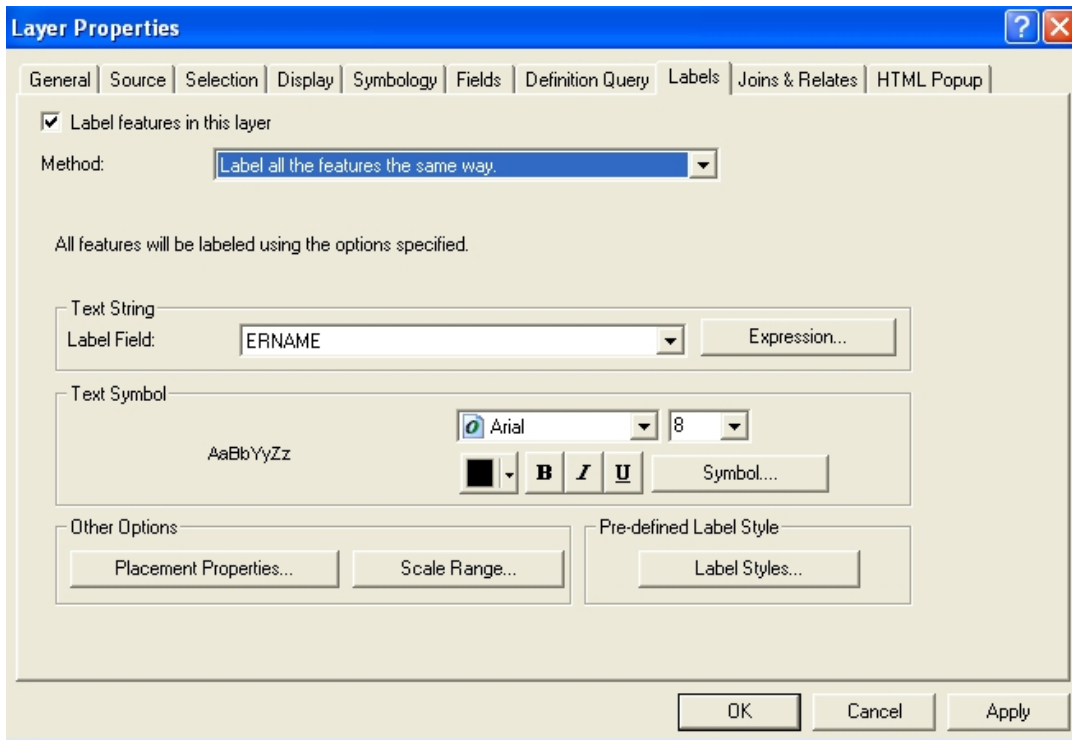 Layer Properties
General Source Selection Display Symbology Fields Definition Query Labels Joins & Relates HTML Popup
Label features in this layer
Method: Label all the features the same way.
All features will be labeled using the options specified.
Text String
Label Field: ERNAME Expression...
Text Symbol
AaBbYyZz
Arial 8
B I U Symbol....
Other Options
Placement Properties... Scale Range...
Pre-defined Label Style
Label Styles...
OK Cancel Apply